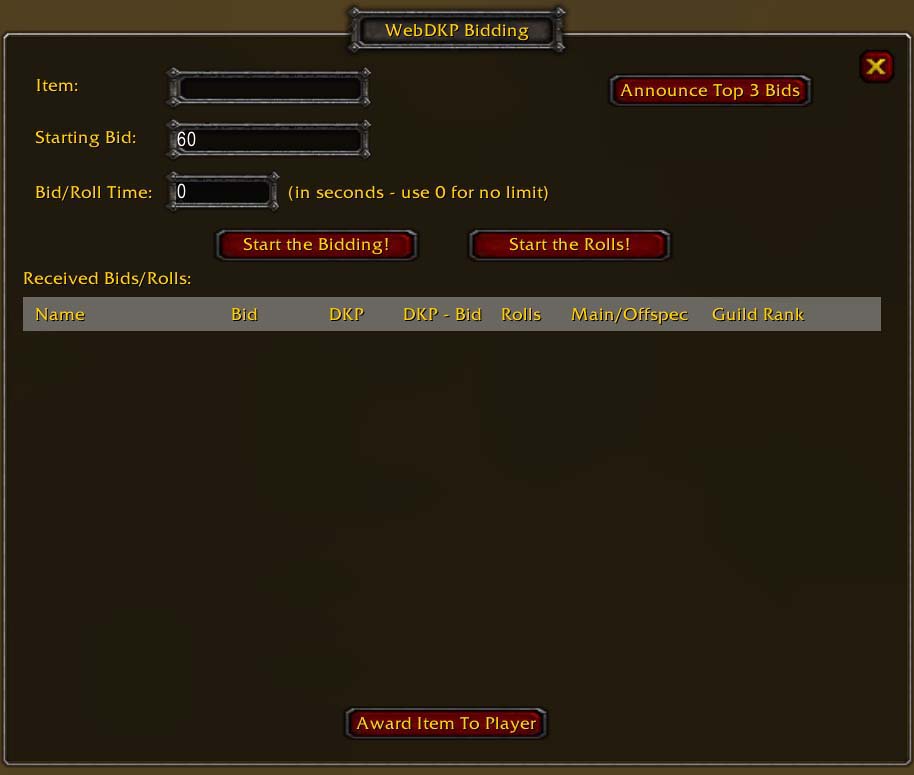 WebDKP Bidding
Item:
Announce Top 3 Bids
Starting Bid: 60
Bid/Roll Time: 0 (in seconds - use 0 for no limit)
Start the Bidding! Start the Rolls!
Received Bids/Rolls:
Name Bid DKP DKP - Bid Rolls Main/Offspec Guild Rank
Award Item To Player